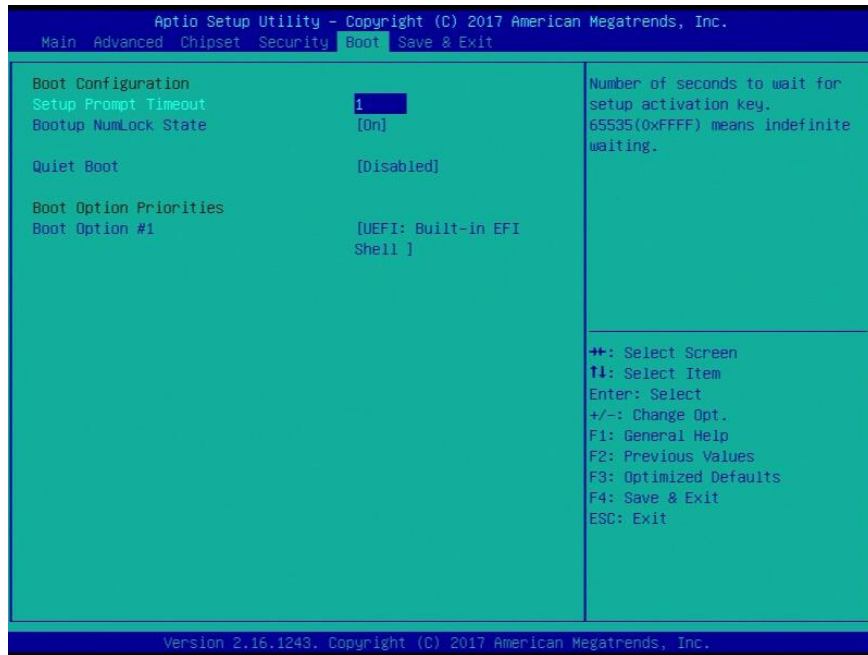 Aptio Setup Utility – Copyright (C) 2017 American Megatrends, Inc.
Main Advanced Chipset Security Boot Save & Exit
Boot Configuration
Setup Prompt Timeout 1
Bootup NumLock State [On]
Quiet Boot [Disabled]
Boot Option Priorities
Boot Option #1 [UEFI: Built-in EFI
Shell ]
Number of seconds to wait for
setup activation key.
65535(0xFFFF) means indefinite
waiting.
→←: Select Screen
↑↓: Select Item
Enter: Select
+/-: Change Opt.
F1: General Help
F2: Previous Values
F3: Optimized Defaults
F4: Save & Exit
ESC: Exit
Version 2.16.1243. Copyright (C) 2017 American Megatrends, Inc.